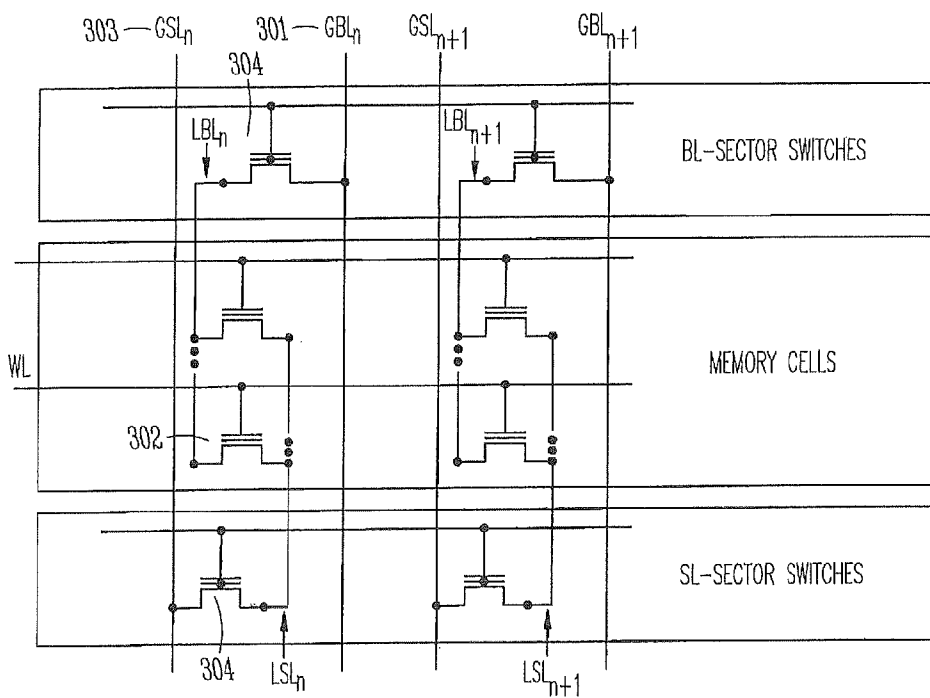 303 — GSLn 301 — GBLn GSLn+1 GBLn+1
304
LBLn LBLn+1 BL-SECTOR SWITCHES
WL MEMORY CELLS
302
SL-SECTOR SWITCHES
304 LSLn LSLn+1